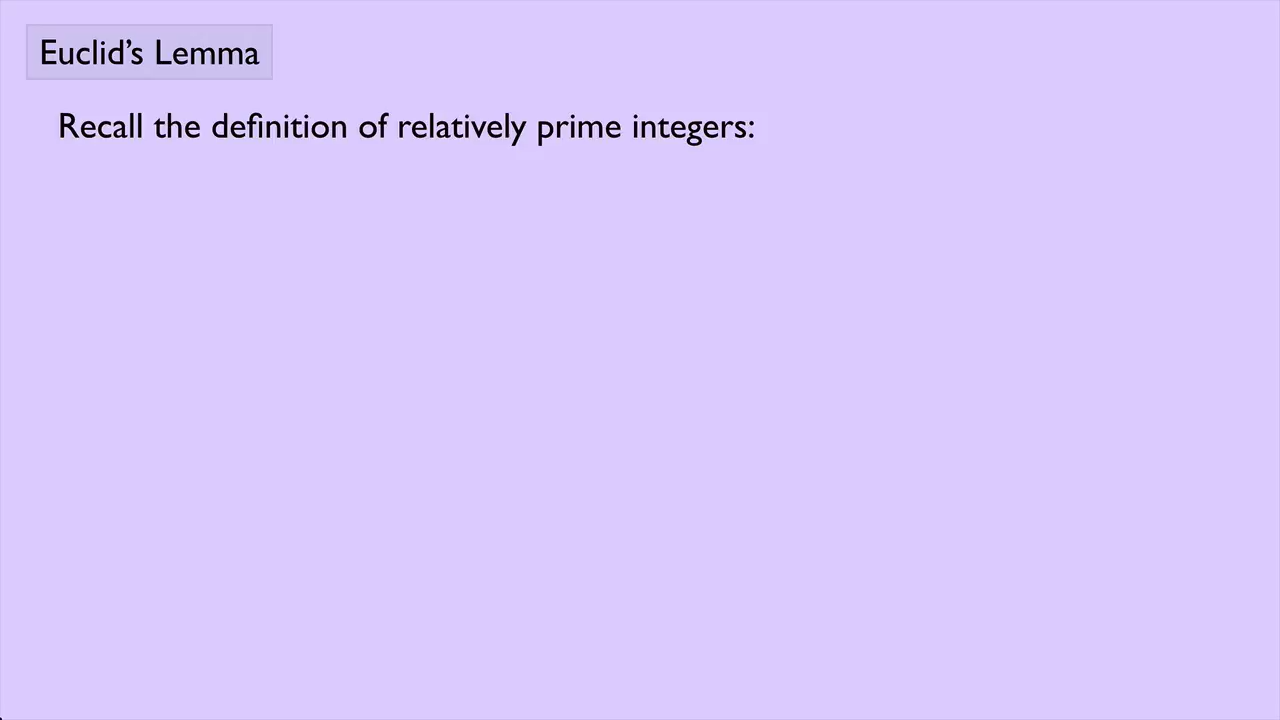 Euclid’s Lemma
Recall the definition of relatively prime integers: